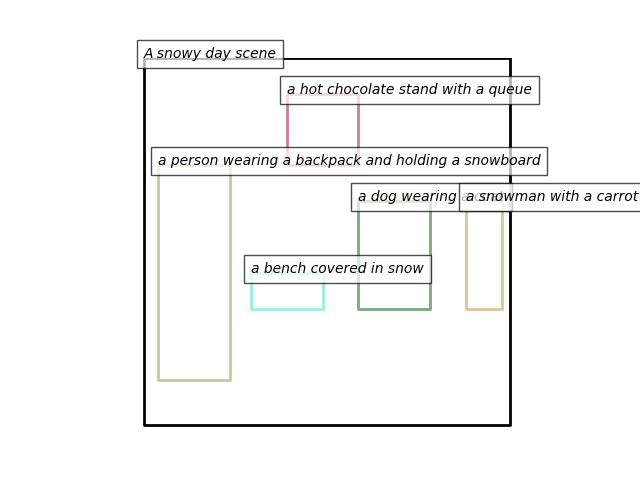 A snowy day scene
a hot chocolate stand with a queue
a person wearing a backpack and holding a snowboard
a dog wearing a
a snowman with a carrot
a bench covered in snow